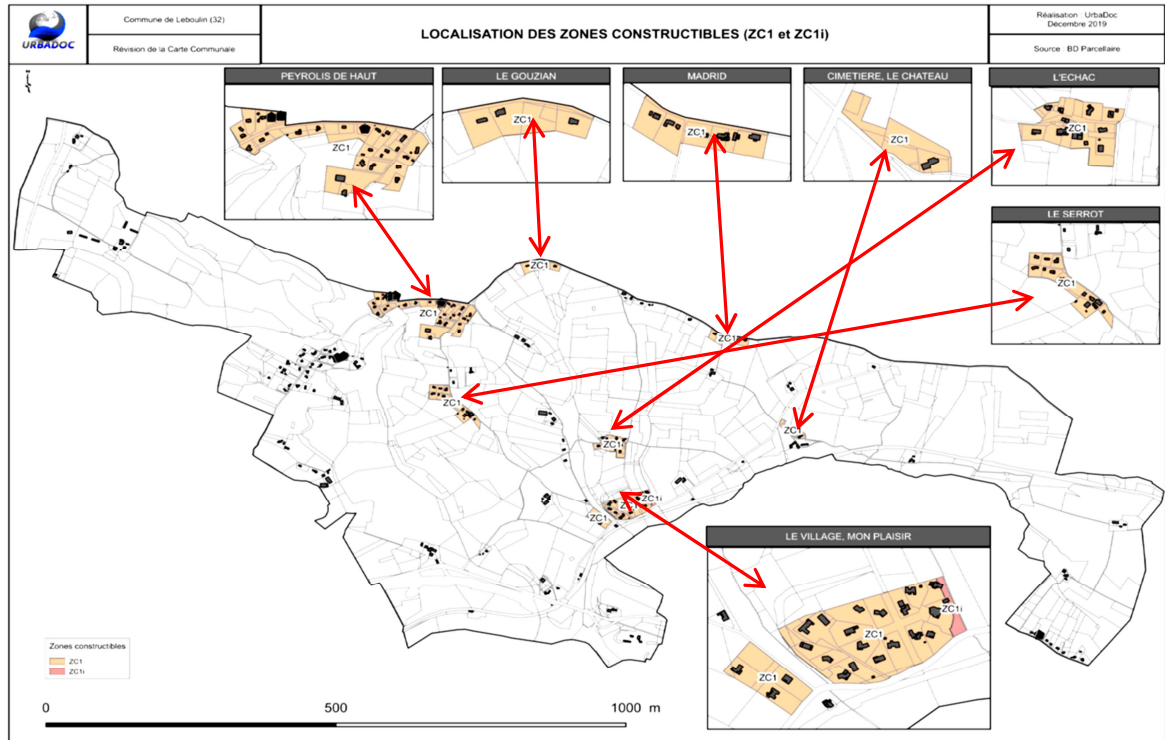 URBADOC
Commune de Leboulin (32)
Révision de la Carte Communale
LOCALISATION DES ZONES CONSTRUCTIBLES (ZC1 et ZC1i)
Réalisation : UrbaDoc
Décembre 2019
Source : BD Parcellaire
PEYROLIS DE HAUT
ZC1
LE GOUZIAN
ZC1
MADRID
ZC1
CIMETIERE, LE CHATEAU
ZC1
L'ECHAC
ZC1
LE SERROT
ZC1
ZC1
ZC1
ZC1
ZC1
ZC1
ZC1
ZC1i
ZC1
ZC1
LE VILLAGE, MON PLAISIR
ZC1i
ZC1
ZC1
Zones constructibles
ZC1
ZC1i
0
500
1000 m